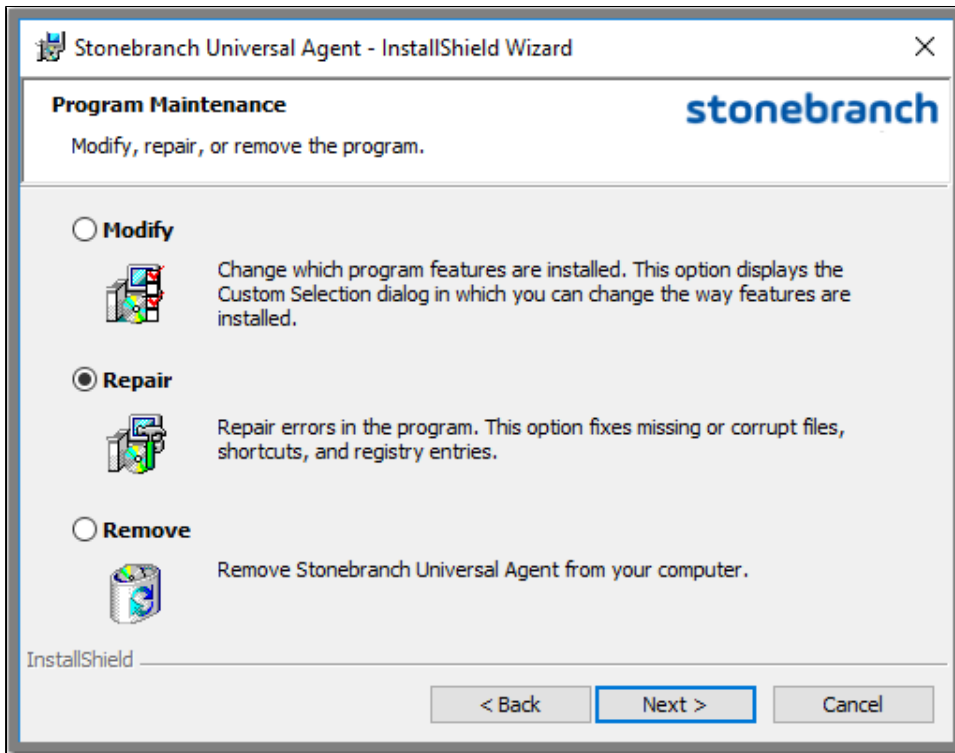 Stonebranch Universal Agent - InstallShield Wizard
Program Maintenance
stonebranch
Modify, repair, or remove the program.
Modify
Change which program features are installed. This option displays the
Custom Selection dialog in which you can change the way features are
installed.
Repair
Repair errors in the program. This option fixes missing or corrupt files,
shortcuts, and registry entries.
Remove
Remove Stonebranch Universal Agent from your computer.
InstallShield
< Back
Next >
Cancel